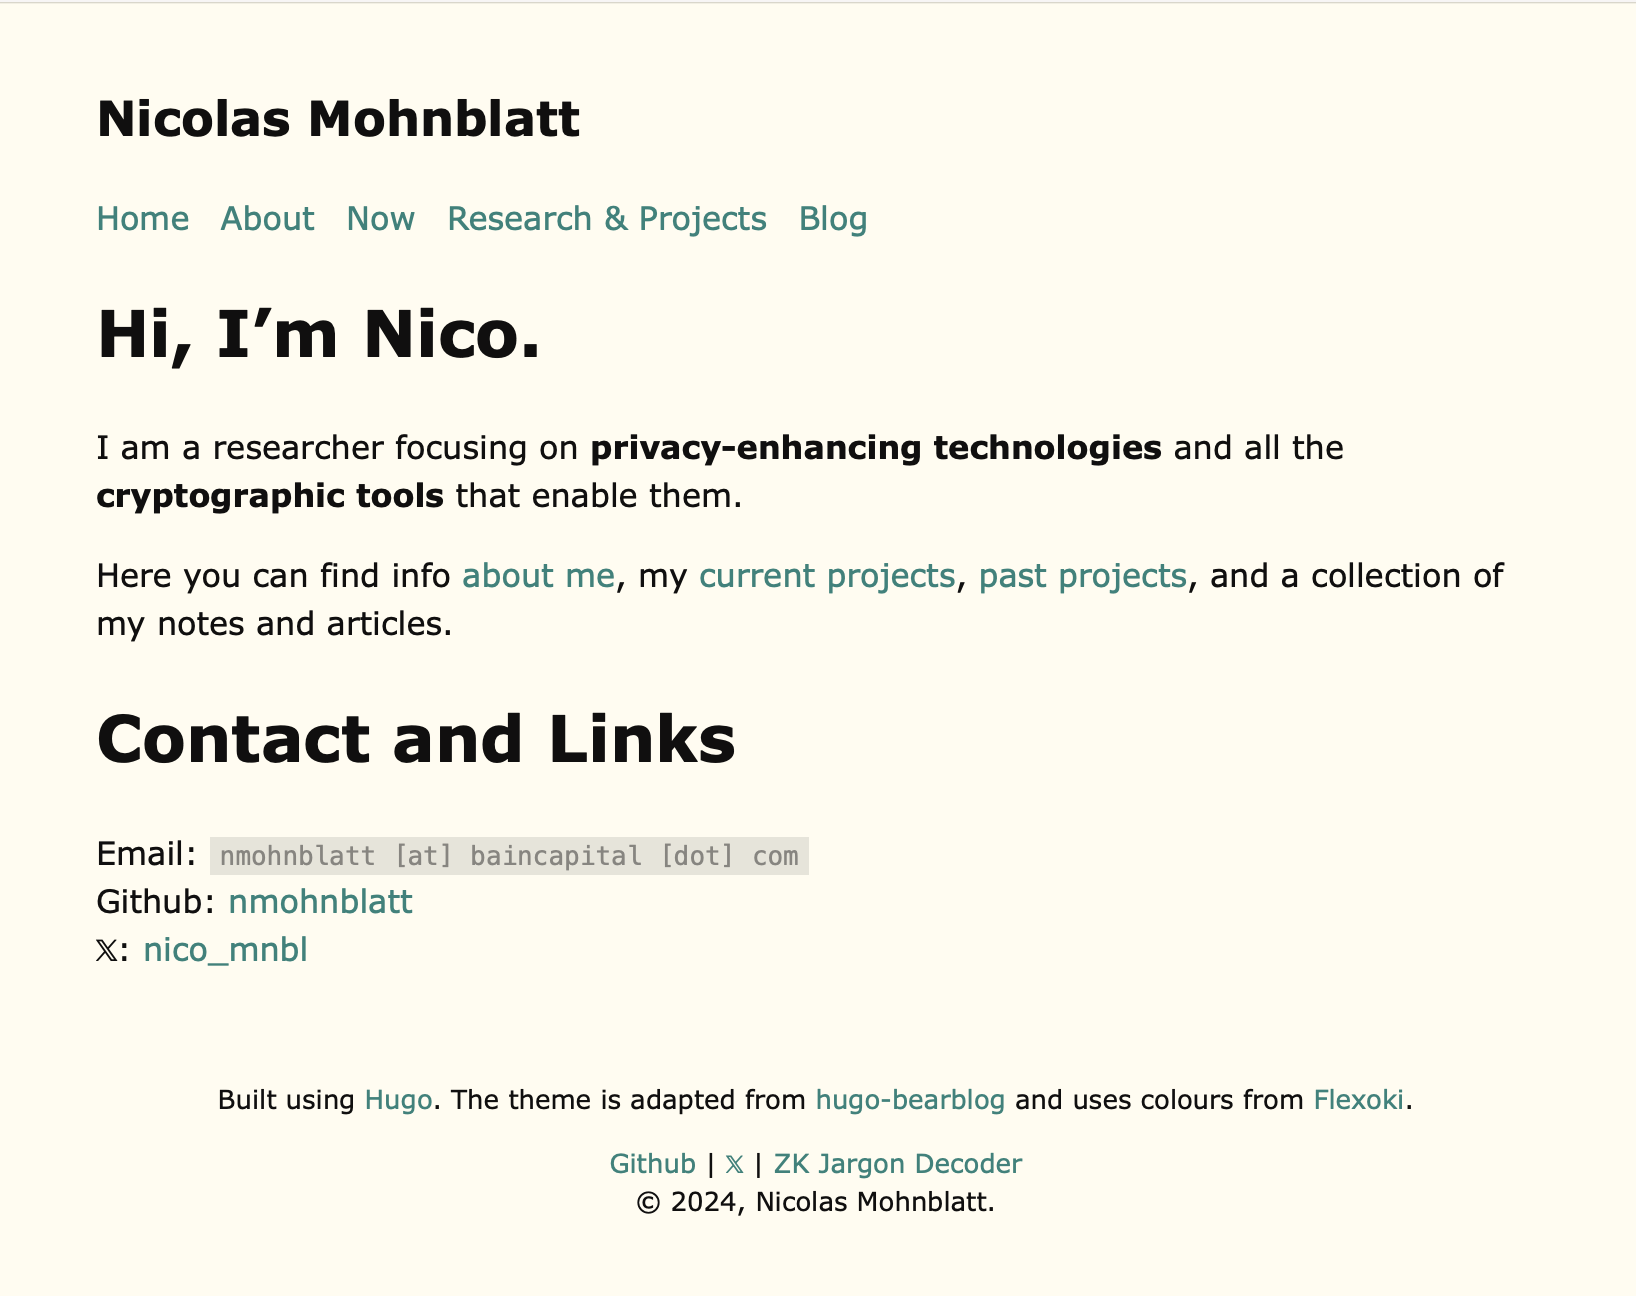 Nicolas Mohnblatt
Home About Now Research & Projects Blog
Hi, I’m Nico.
I am a researcher focusing on privacy-enhancing technologies and all the
cryptographic tools that enable them.
Here you can find info about me, my current projects, past projects, and a collection of
my notes and articles.
Contact and Links
Email: nmohnblatt [at] baincapital [dot] com
Github: nmohnblatt
𝕏: nico_mnbl
Built using Hugo. The theme is adapted from hugo-bearblog and uses colours from Flexoki.
Github | 𝕏 | ZK Jargon Decoder
© 2024, Nicolas Mohnblatt.